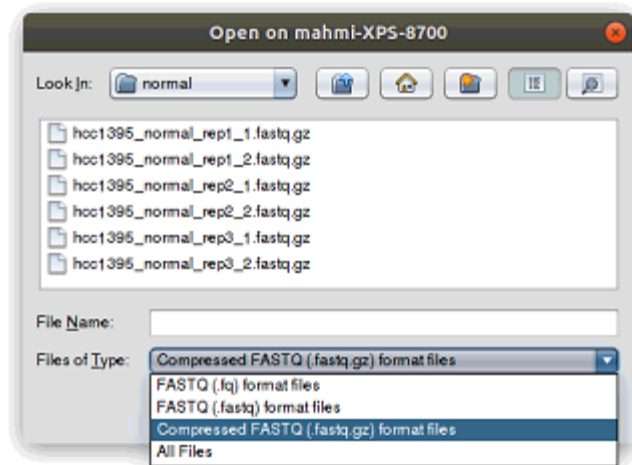 Open on mahmi-XPS-8700
Look In: normal
hcc1395_normal_rep1_1.fastq.gz
hcc1395_normal_rep1_2.fastq.gz
hcc1395_normal_rep2_1.fastq.gz
hcc1395_normal_rep2_2.fastq.gz
hcc1395_normal_rep3_1.fastq.gz
hcc1395_normal_rep3_2.fastq.gz
File Name:
Files of Type: Compressed FASTQ (.fastq.gz) format files
FASTQ (.fq) format files
FASTQ (.fastq) format files
Compressed FASTQ (.fastq.gz) format files
All Files